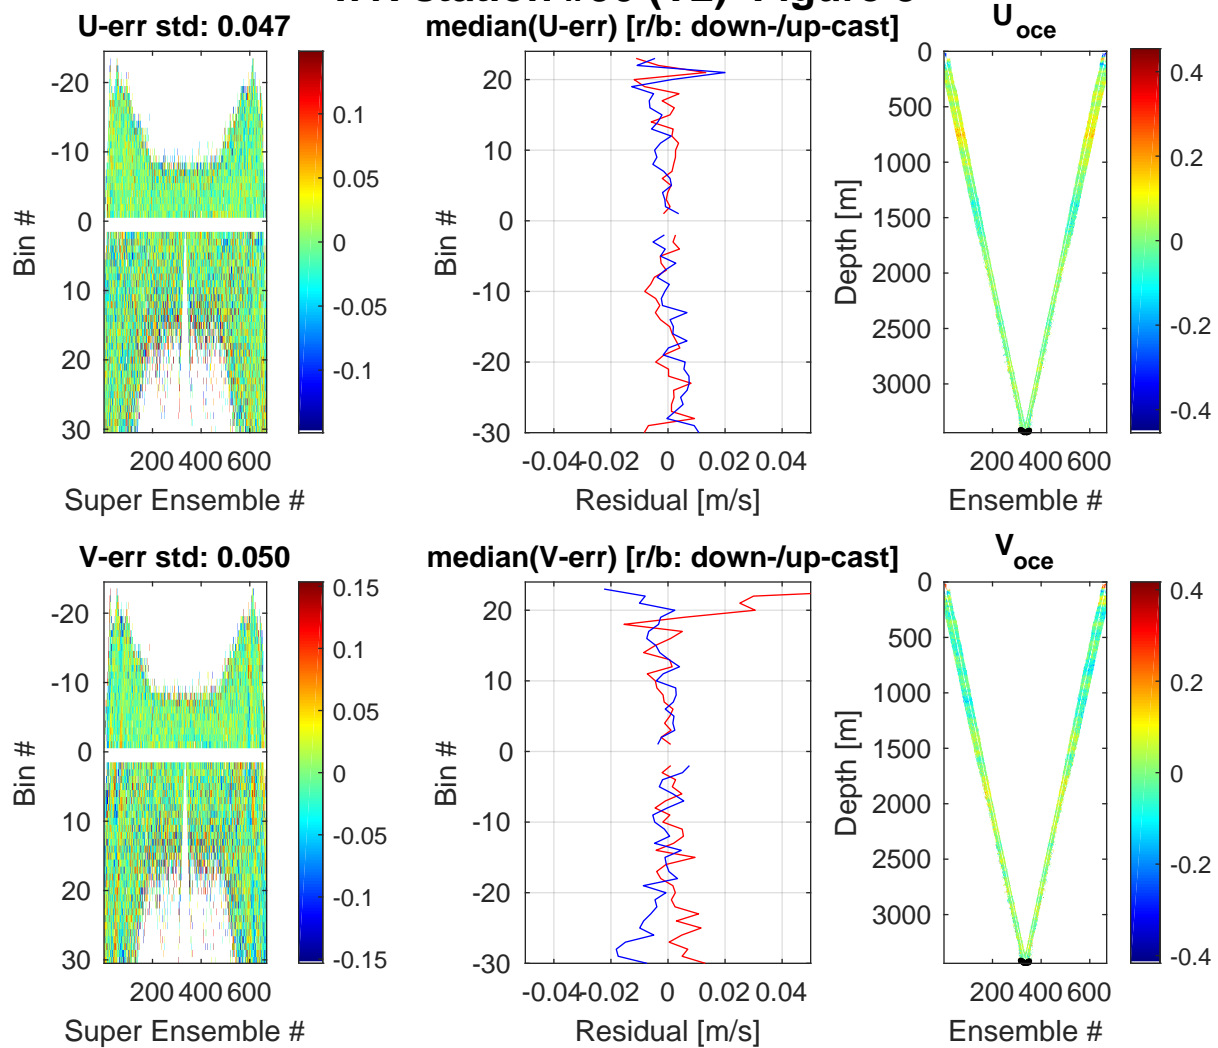 U-err std: 0.047
-20
-10
0
10
20
30
Bin #
200 400 600
Super Ensemble #
0.1
0.05
0
-0.05
-0.1
median(U-err) [r/b: down-/up-cast]
20
10
0
-10
-20
-30
Bin #
-0.04 -0.02 0 0.02 0.04
Residual [m/s]
U_oce
0
500
1000
1500
2000
2500
3000
Depth [m]
200 400 600
Ensemble #
0.4
0.2
0
-0.2
-0.4
V-err std: 0.050
-20
-10
0
10
20
30
Bin #
200 400 600
Super Ensemble #
0.15
0.1
0.05
0
-0.05
-0.1
-0.15
median(V-err) [r/b: down-/up-cast]
20
10
0
-10
-20
-30
Bin #
-0.04 -0.02 0 0.02 0.04
Residual [m/s]
V_oce
0
500
1000
1500
2000
2500
3000
Depth [m]
200 400 600
Ensemble #
0.4
0.2
0
-0.2
-0.4